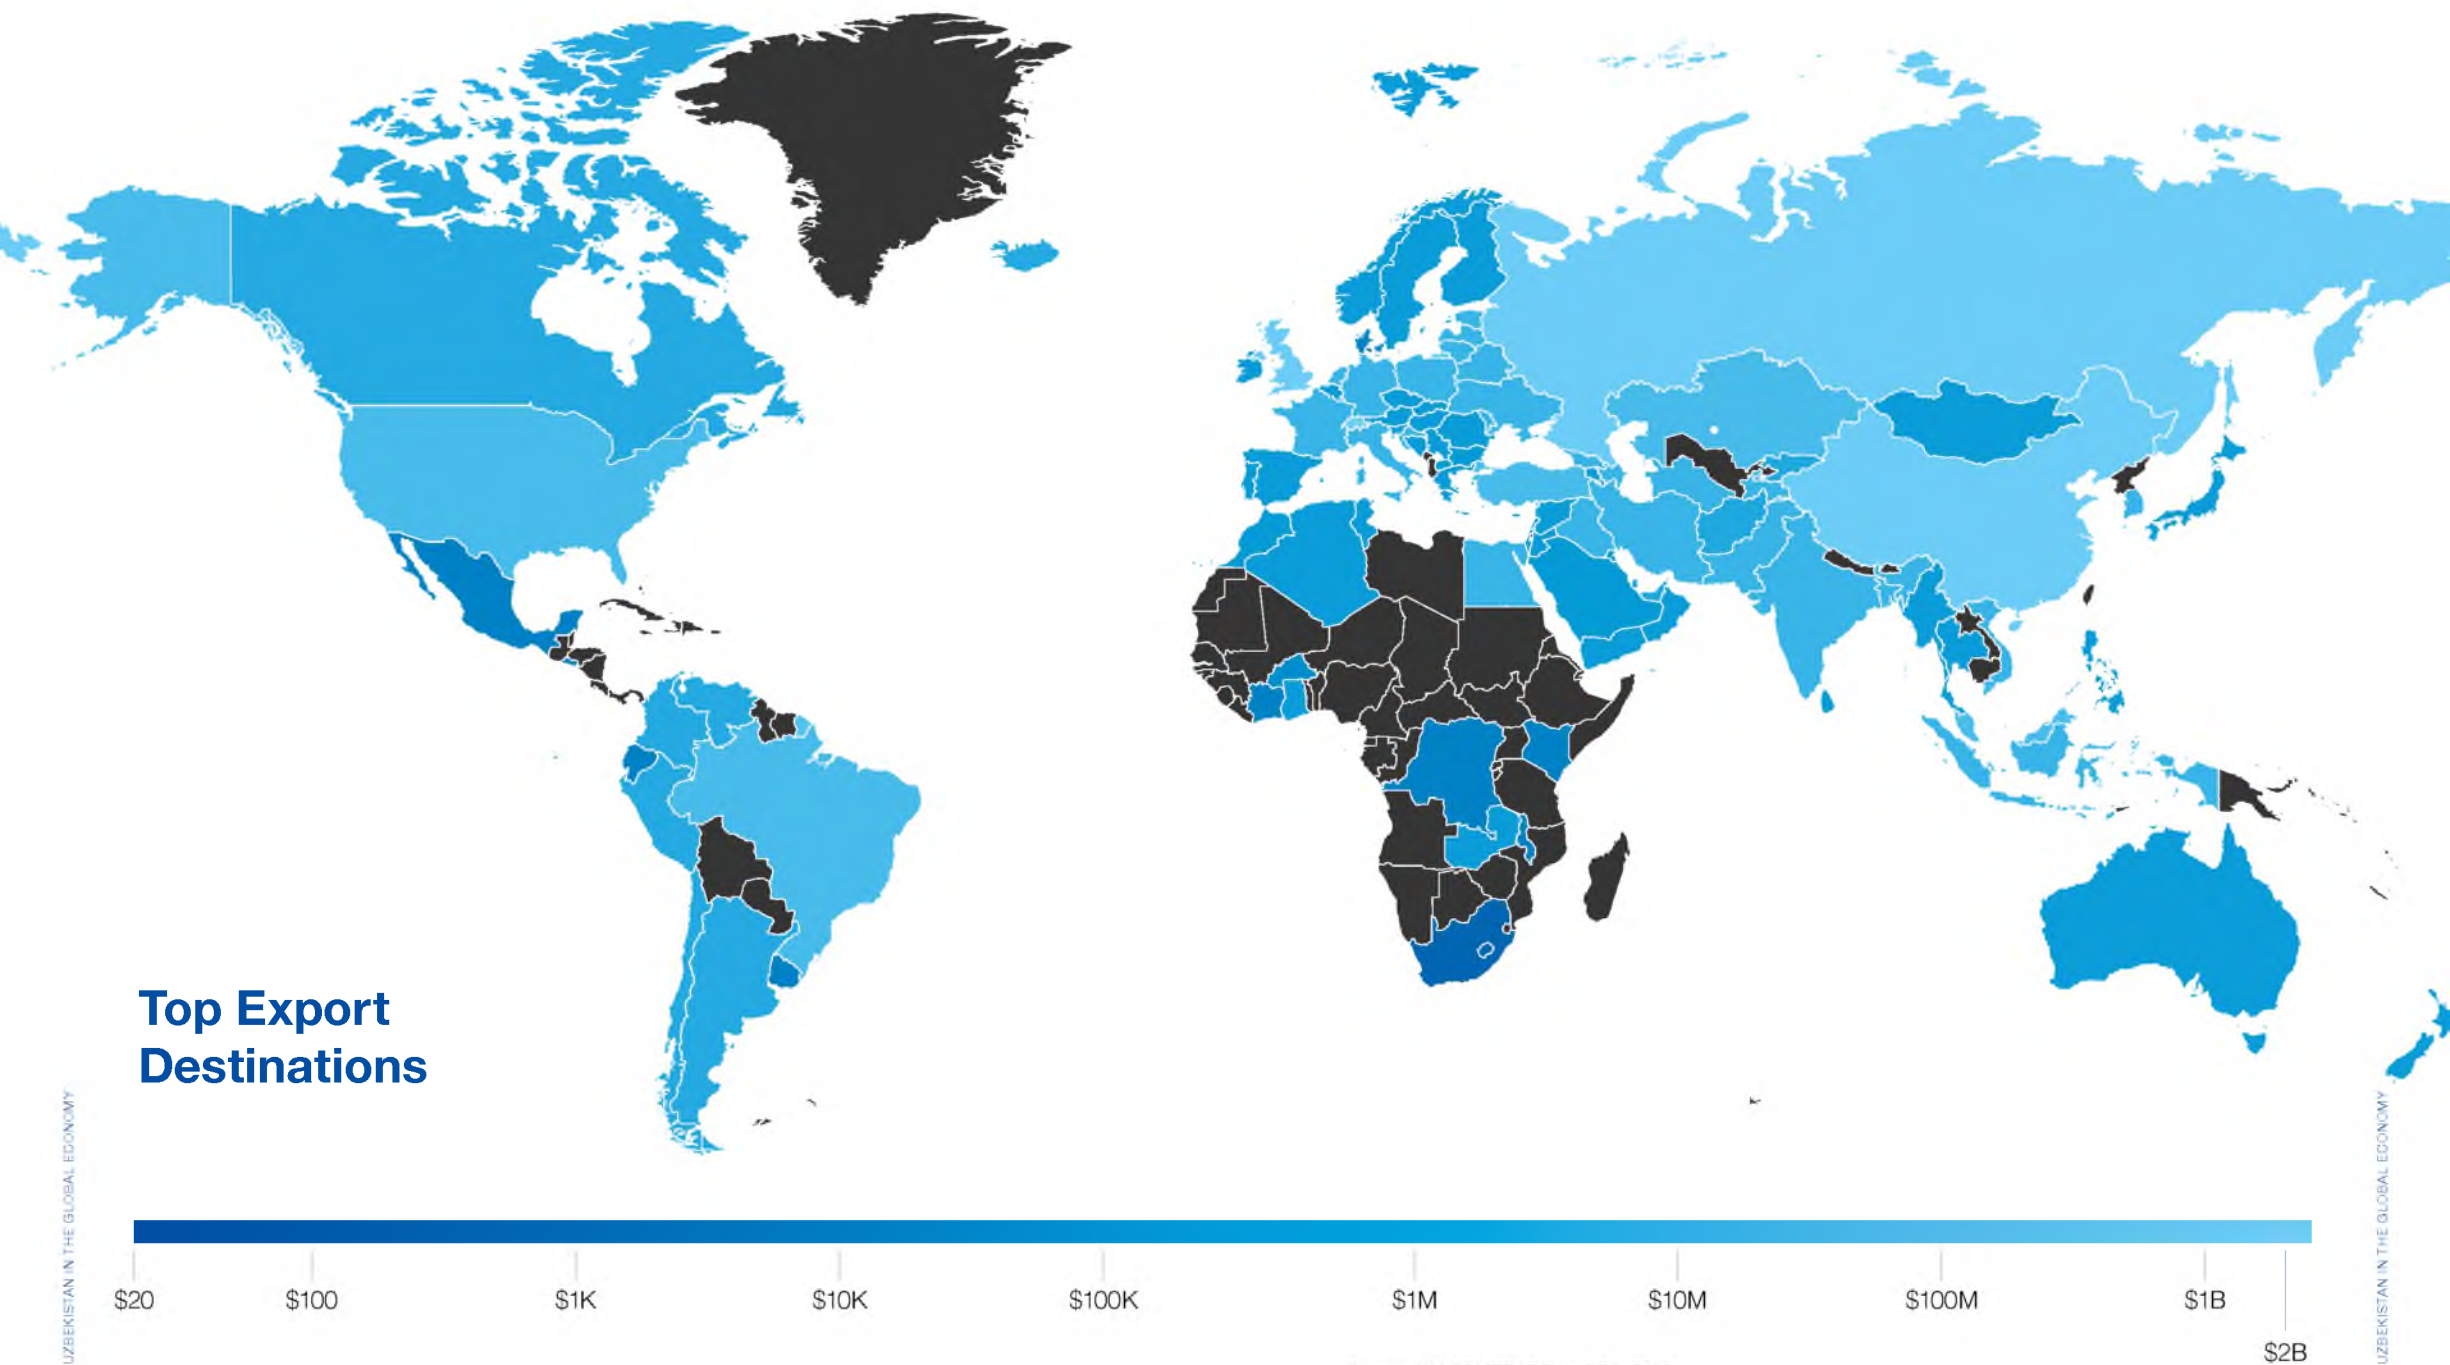 Top Export
Destinations
UZBEKISTAN IN THE GLOBAL ECONOMY
UZBEKISTAN IN THE GLOBAL ECONOMY
$20
$100
$1K
$10K
$100K
$1M
$10M
$100M
$1B
$2B